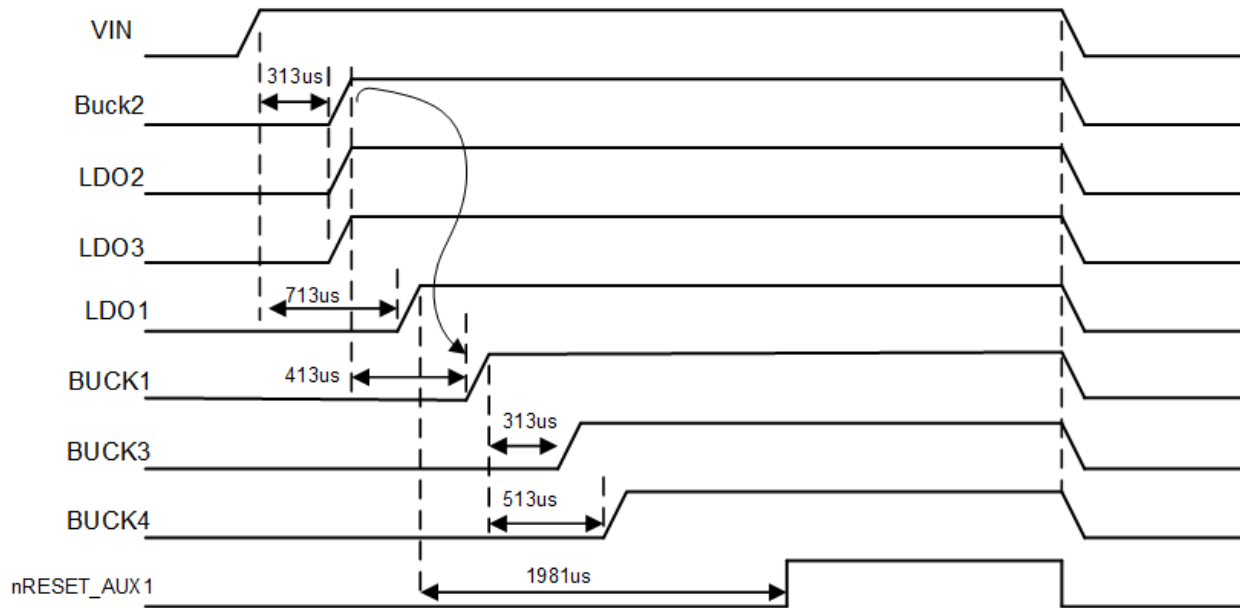 VIN
313us
Buck2
LDO2
LDO3
713us
LDO1
413us
BUCK1
313us
BUCK3
513us
BUCK4
1981us
nRESET_AUX1